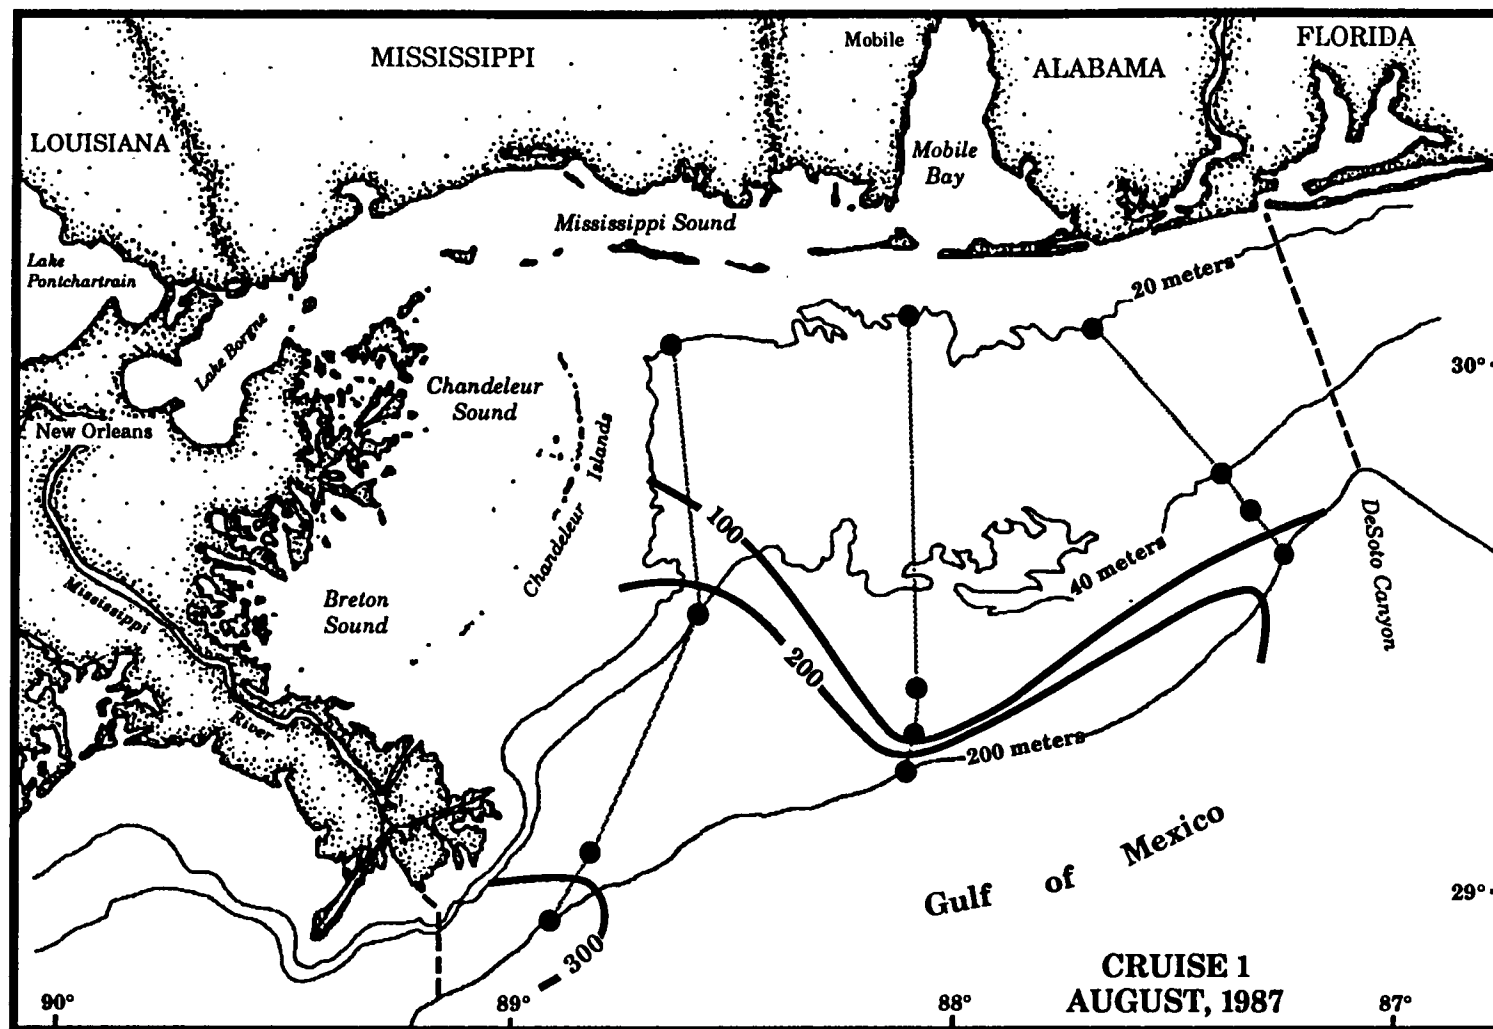 MISSISSIPPI
Mobile
FLORIDA
ALABAMA
LOUISIANA
Mobile
Bay
Mississippi Sound
Lake
Pontchartrain
20 meters
Lake Borgne
30°
Chandeleur
Sound
New Orleans
Chandeleur Islands
100
DeSoto Canyon
40 meters
Mississippi River
Breton
Sound
200
200 meters
Gulf of Mexico
29°
300
CRUISE 1
AUGUST, 1987
90°
89°
88°
87°